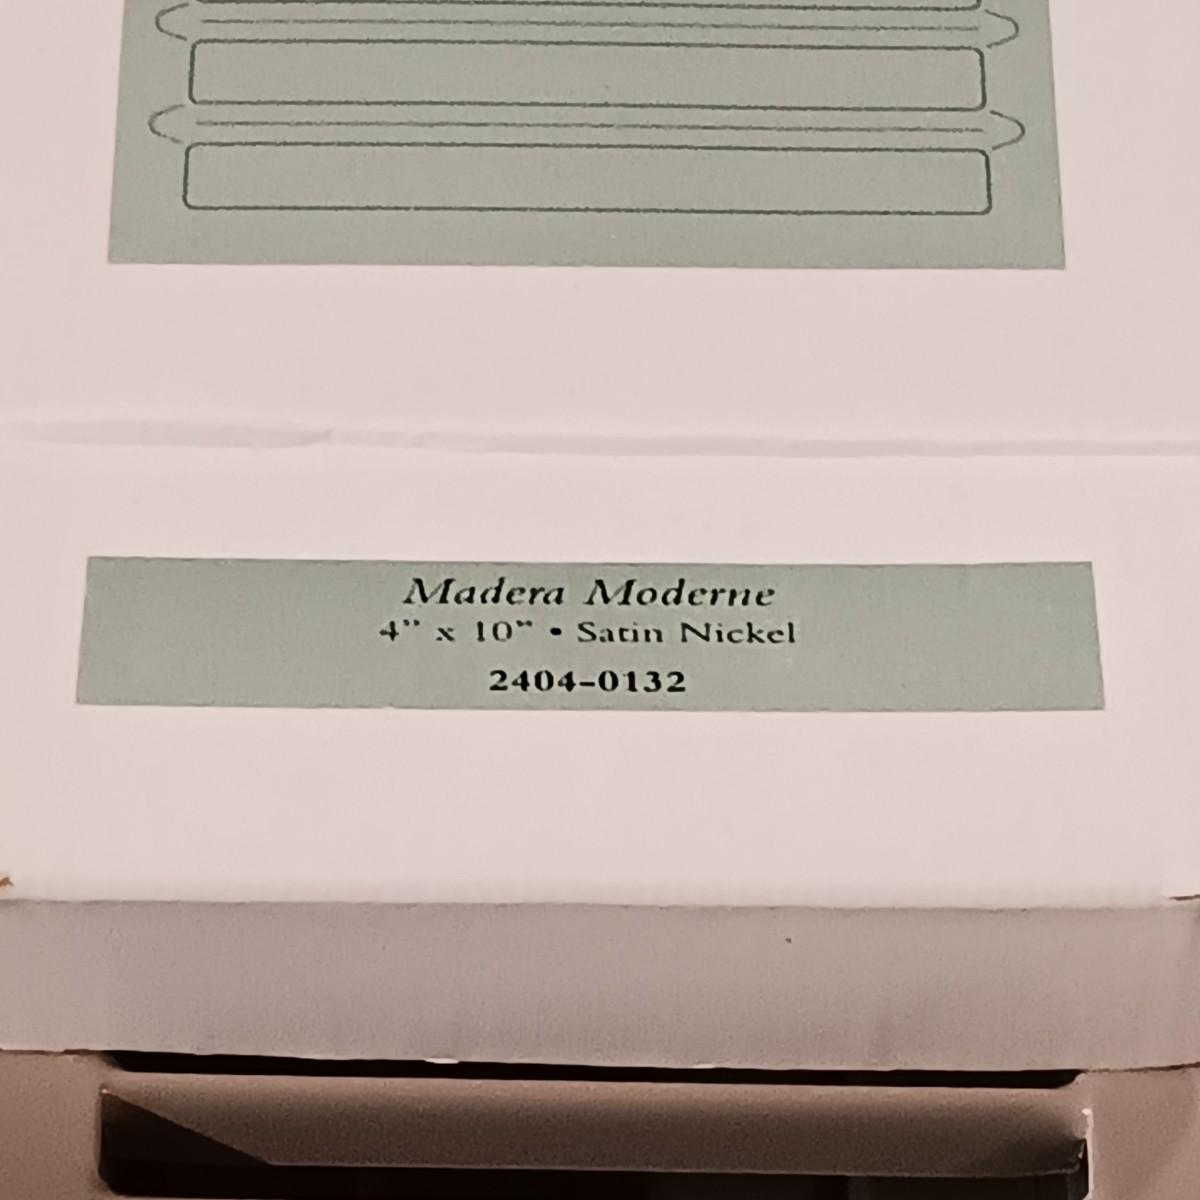 Madera Moderne
4” x 10” • Satin Nickel
2404-0132